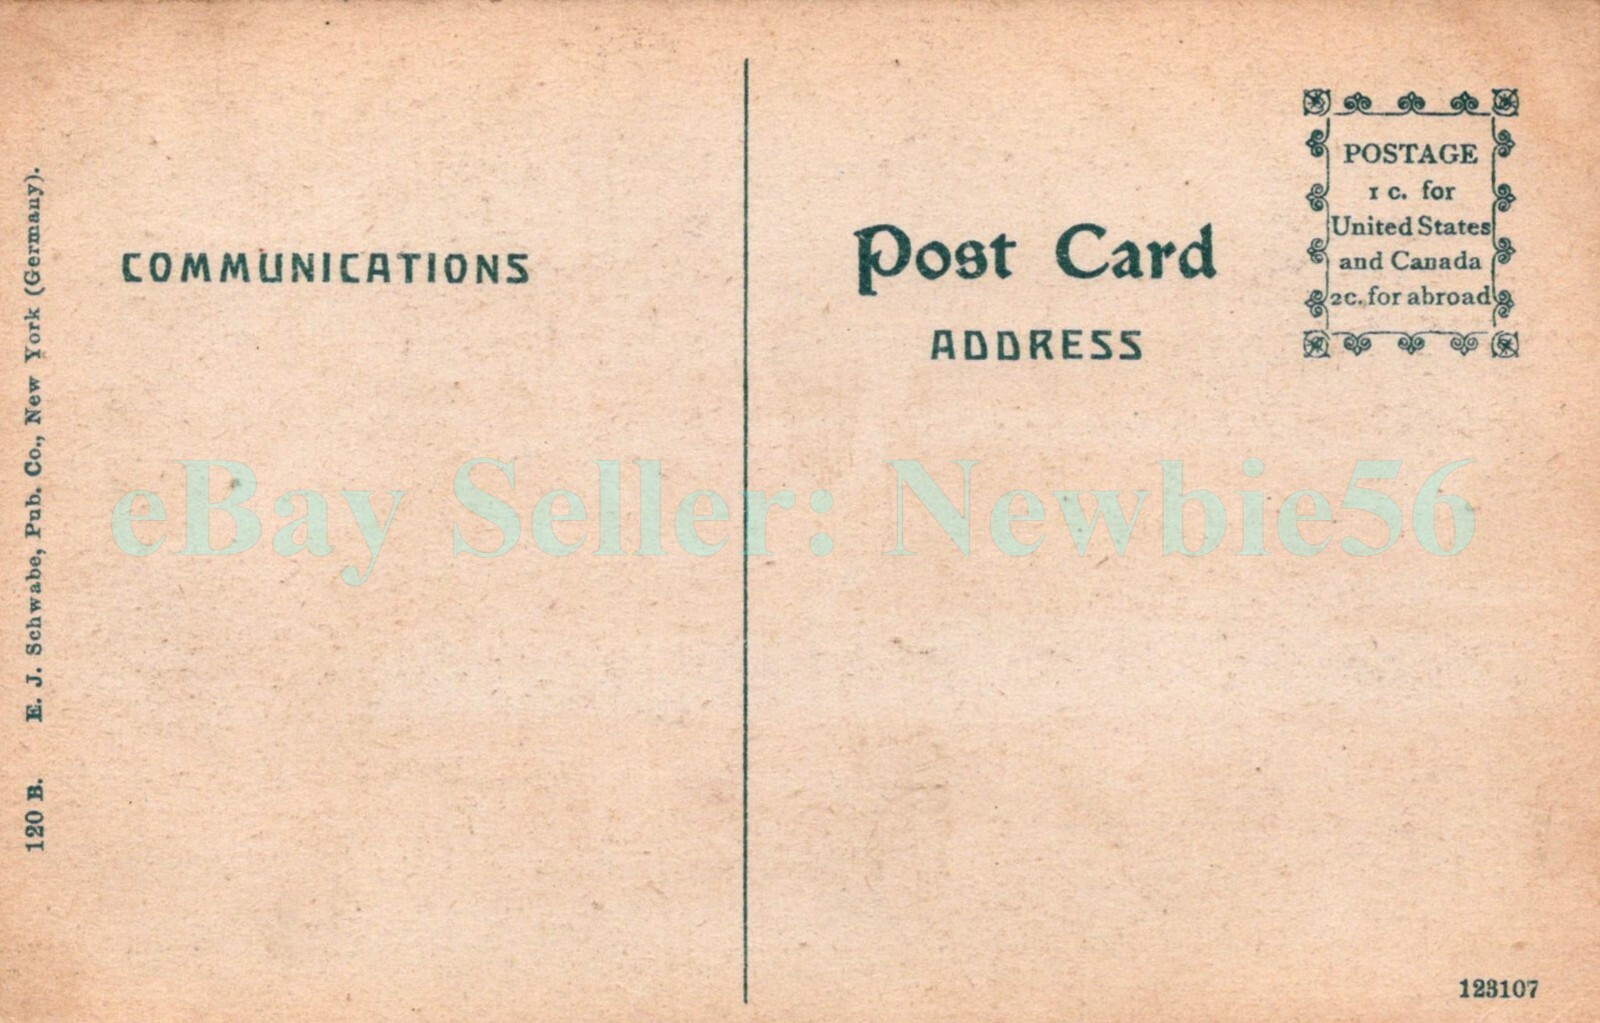 COMMUNICATIONS
Post Card
ADDRESS
POSTAGE
1 c. for
United States
and Canada
2c. for abroad
120 B. E. J. Schwabe, Pub. Co., New York (Germany).
eBay Seller: Newbie56
123107